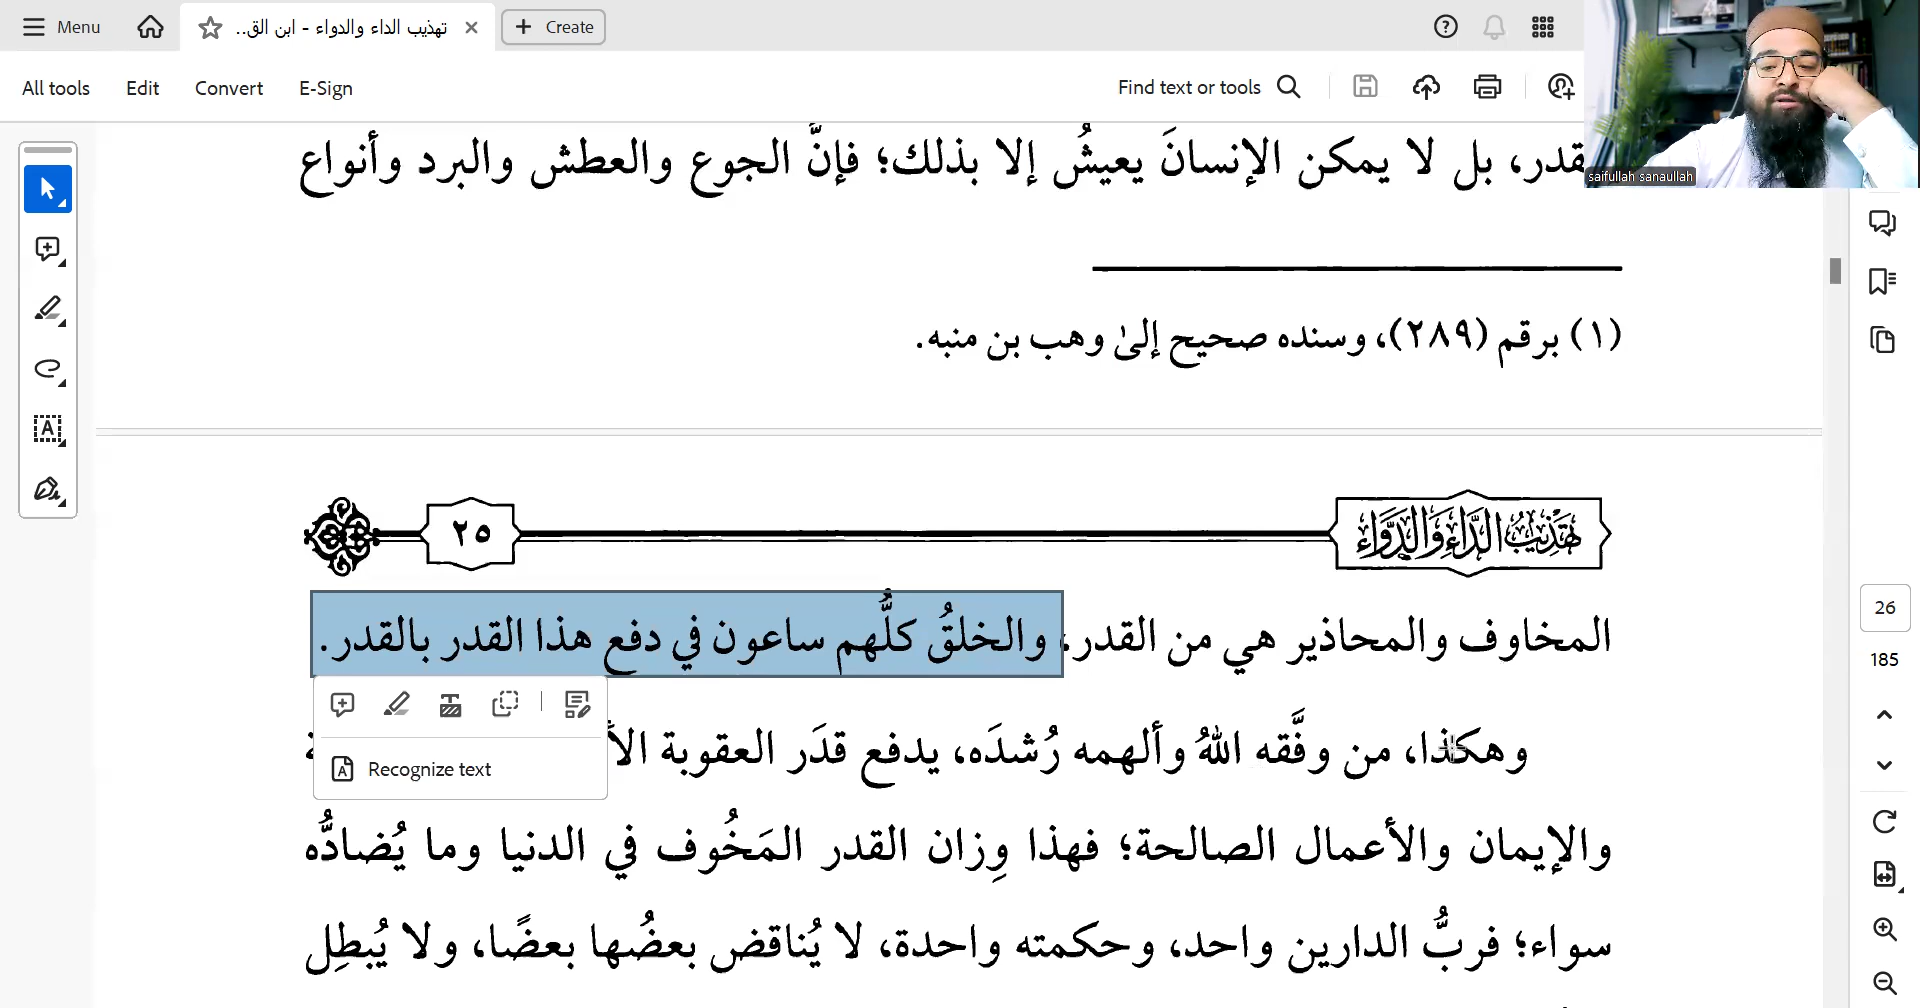 Menu
تهذيب الداء والدواء - ابن الق..
Create
All tools
Edit
Convert
E-Sign
Find text or tools
saifullah sanaullah
قدر، بل لا يمكن الإنسانَ يعيشُ إلا بذلك؛ فإنَّ الجوع والعطش والبرد وأنواع
(١) برقم (٢٨٩)، وسنده صحيح إلىٰ وهب بن منبه.
تهذيب الداء والدواء
٢٥
المخاوف والمحاذير هي من القدر، والخلقُ كلُّهم ساعون في دفع هذا القدر بالقدر.
وهكذا، من وفَّقه اللهُ وألهمه رُشدَه، يدفع قدَر العقوبة
والإيمان والأعمال الصالحة؛ فهذا وِزان القدر المَخُوف في الدنيا وما يُضادُّه
سواء؛ فربُّ الدارين واحد، وحكمته واحدة، لا يُناقض بعضُها بعضًا، ولا يُبطِل
Recognize text
26
185